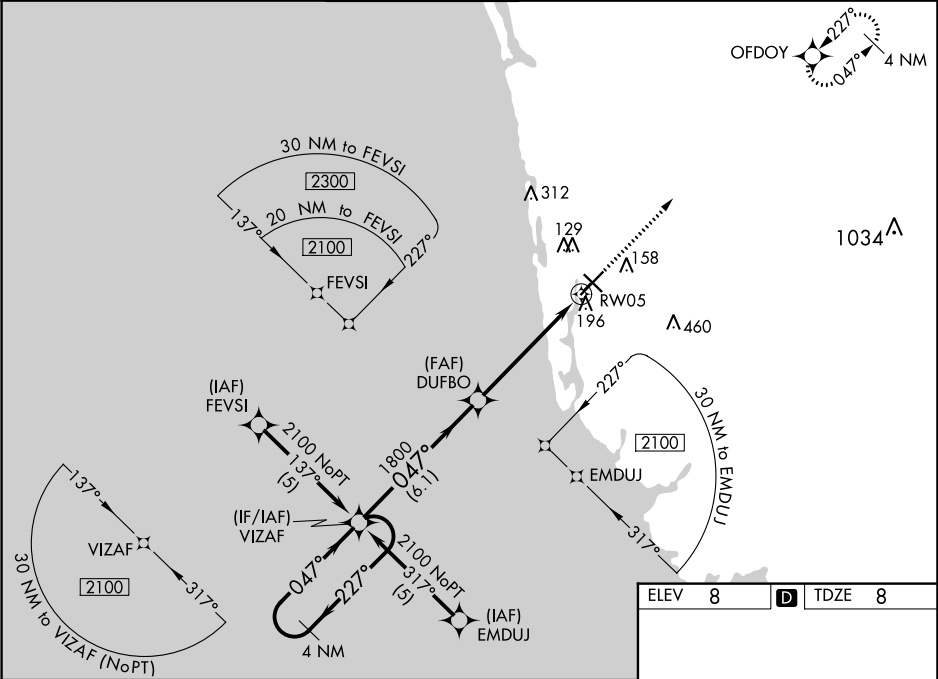 OFDOY
227°
047°
4 NM
30 NM to FEVSI
2300
20 NM to FEVSI
2100
137°
227°
FEVSI
312
129
158
1034
RW05
196
460
(FAF)
DUFBO
(IAF)
FEVSI
2100 NoPT
137°
(5)
1800
047°
(6.1)
227°
30 NM to EMDUJ
2100
EMDUJ
317°
(IF/IAF)
VIZAF
137°
VIZAF
2100
317°
30 NM to VIZAF (NoPT)
047°
227°
4 NM
2100 NoPT
317°
(5)
(IAF)
EMDUJ
ELEV 8 D TDZE 8